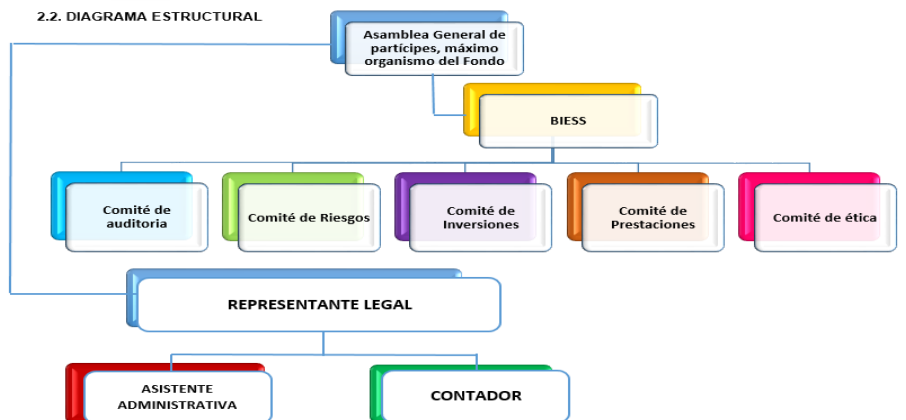 2.2. DIAGRAMA ESTRUCTURAL
Asamblea General de
partícipes, máximo
organismo del Fondo
BIESS
Comité de
auditoria
Comité de Riesgos
Comité de
Inversiones
Comité de
Prestaciones
Comité de ética
REPRESENTANTE LEGAL
ASISTENTE
ADMINISTRATIVA
CONTADOR